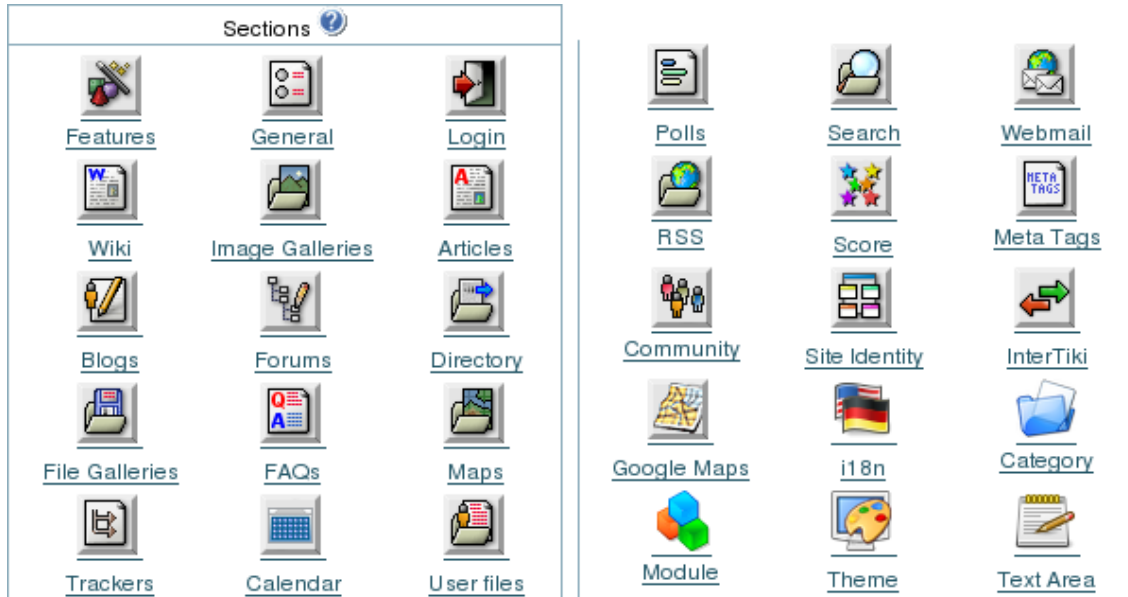 Sections
Features General Login
Wiki Image Galleries Articles
Blogs Forums Directory
File Galleries FAQs Maps
Trackers Calendar User files
Polls Search Webmail
META
TAGS
RSS Score Meta Tags
Community Site Identity InterTiki
Google Maps i18n Category
Module Theme Text Area